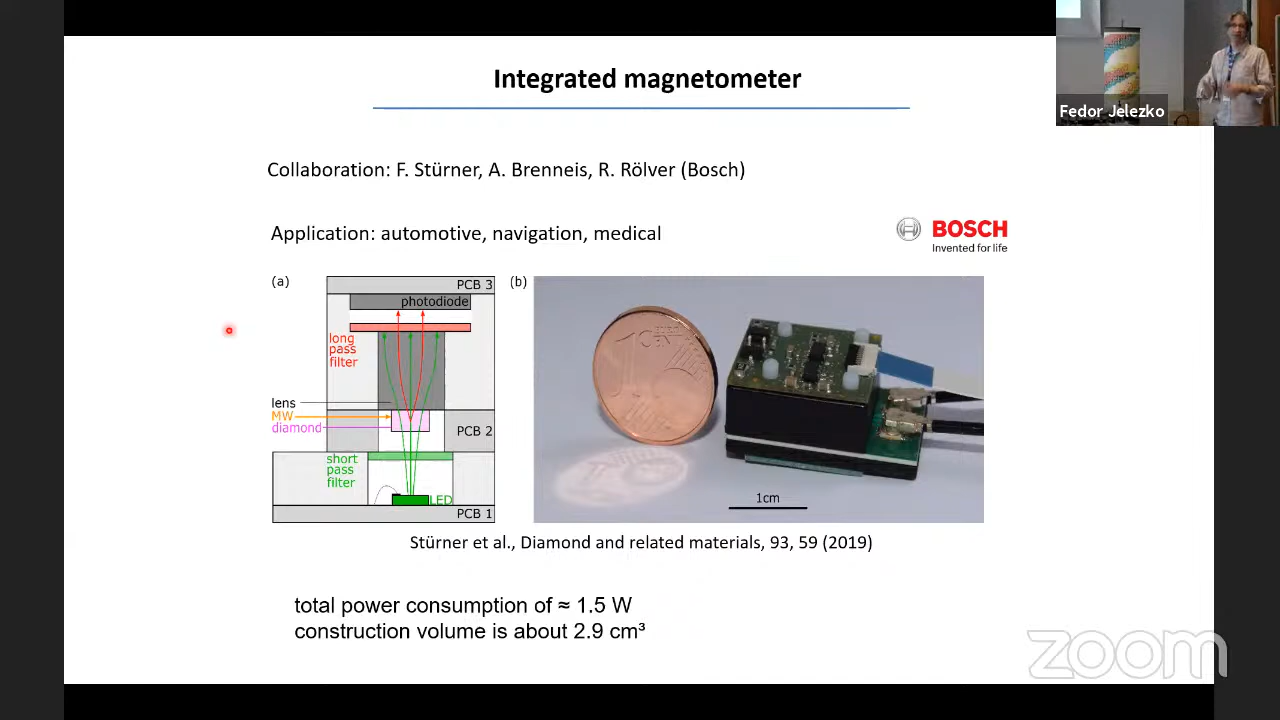 Integrated magnetometer
Fedor Jelezko
Collaboration: F. Stürner, A. Brenneis, R. Rölver (Bosch)
Application: automotive, navigation, medical
BOSCH
Invented for life
(a)
PCB 3
photodiode
long
pass
filter
lens
MW
diamond
PCB 2
short
pass
filter
LED
PCB 1
(b)
1cm
Stürner et al., Diamond and related materials, 93, 59 (2019)
total power consumption of ≈ 1.5 W
construction volume is about 2.9 cm³
zoom